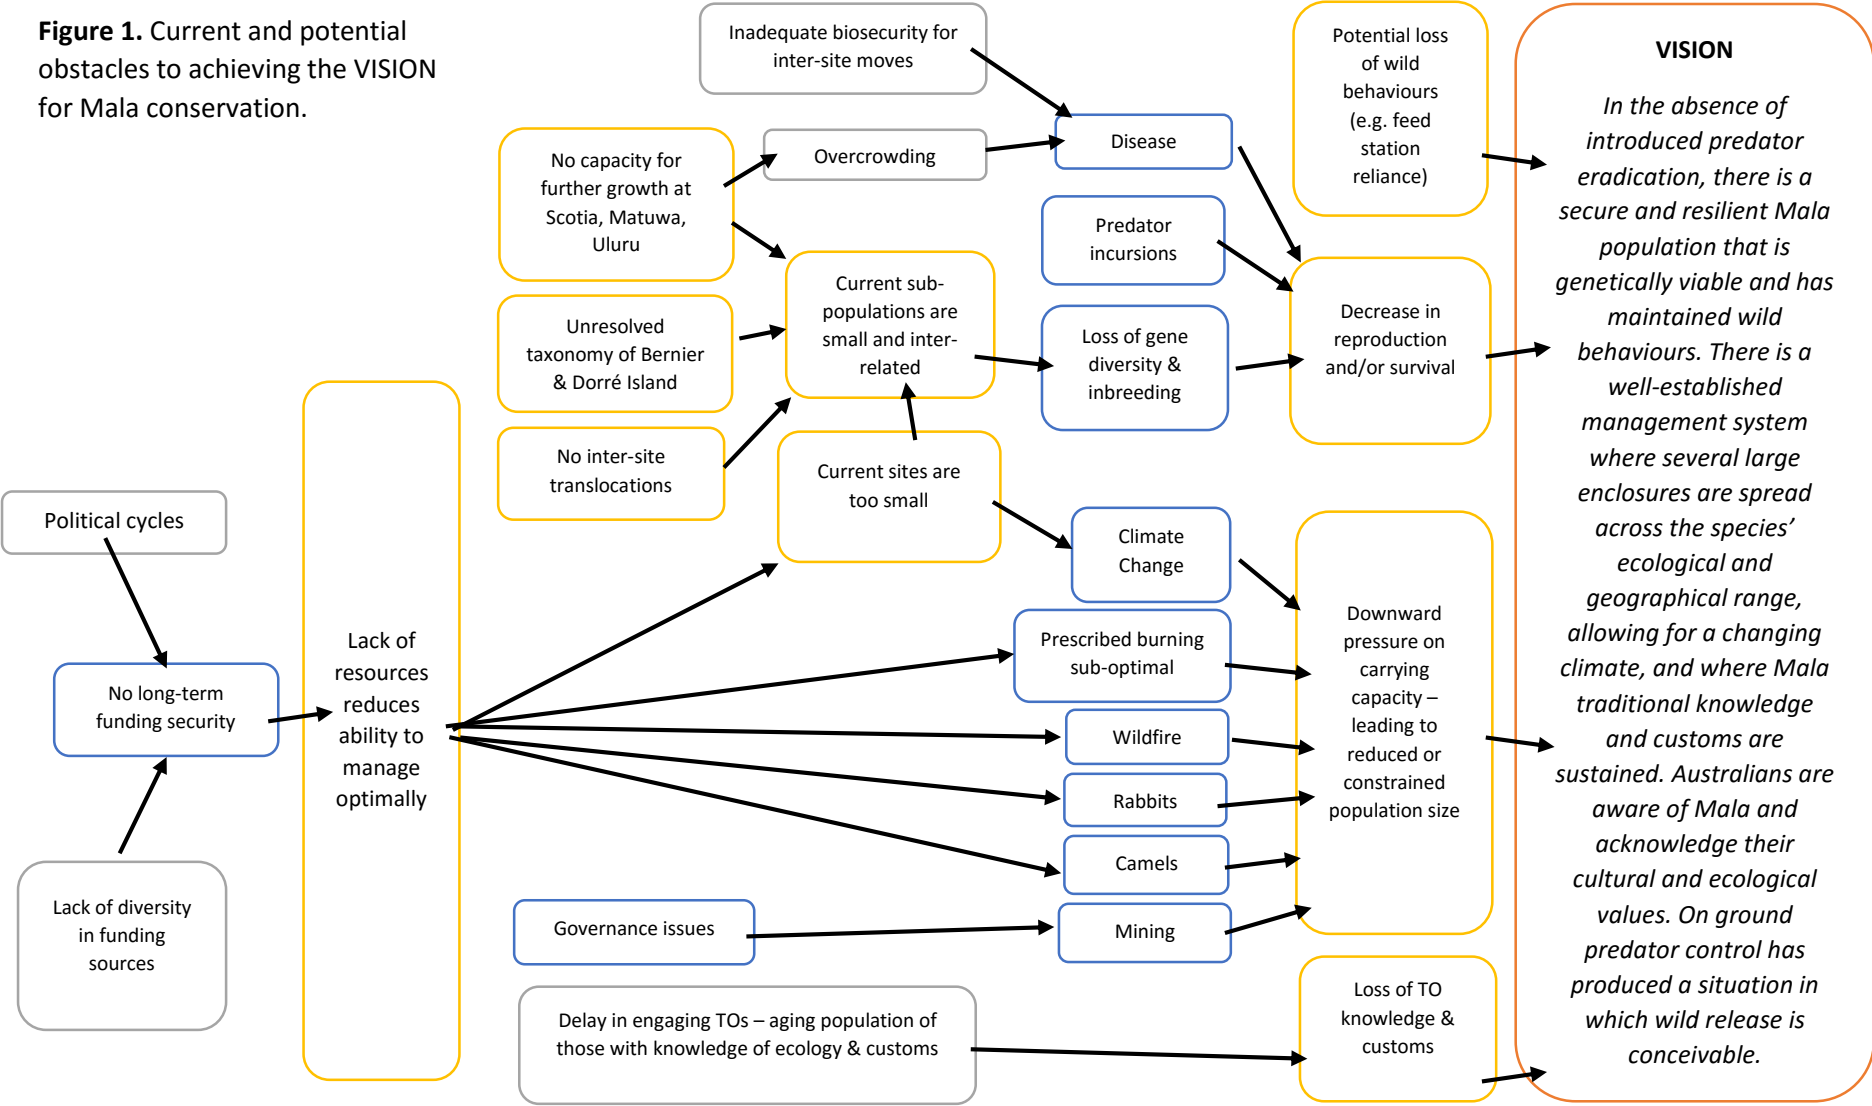 Figure 1. Current and potential
obstacles to achieving the VISION
for Mala conservation.
Inadequate biosecurity for
inter-site moves
No capacity for
further growth at
Scotia, Matuwa,
Uluru
Overcrowding
Disease
Potential loss
of wild
behaviours
(e.g. feed
station
reliance)
Predator
incursions
Unresolved
taxonomy of Bernier
& Dorré Island
Current sub-
populations are
small and inter-
related
Loss of gene
diversity &
inbreeding
Decrease in
reproduction
and/or survival
No inter-site
translocations
Current sites are
too small
Political cycles
No long-term
funding security
Lack of diversity
in funding
sources
Lack of
resources
reduces
ability to
manage
optimally
Climate
Change
Prescribed burning
sub-optimal
Wildfire
Rabbits
Camels
Governance issues
Mining
Downward
pressure on
carrying
capacity –
leading to
reduced or
constrained
population size
Delay in engaging TOs – aging population of
those with knowledge of ecology & customs
Loss of TO
knowledge &
customs
VISION
In the absence of
introduced predator
eradication, there is a
secure and resilient Mala
population that is
genetically viable and has
maintained wild
behaviours. There is a
well-established
management system
where several large
enclosures are spread
across the species’
ecological and
geographical range,
allowing for a changing
climate, and where Mala
traditional knowledge
and customs are
sustained. Australians are
aware of Mala and
acknowledge their
cultural and ecological
values. On ground
predator control has
produced a situation in
which wild release is
conceivable.